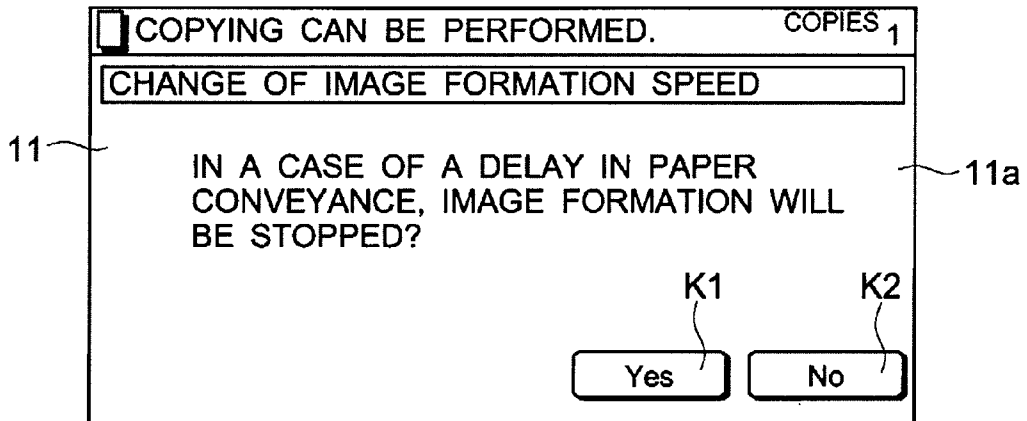 COPYING CAN BE PERFORMED. COPIES 1
CHANGE OF IMAGE FORMATION SPEED
11
IN A CASE OF A DELAY IN PAPER
11a
CONVEYANCE, IMAGE FORMATION WILL
BE STOPPED?
K1 K2
Yes No